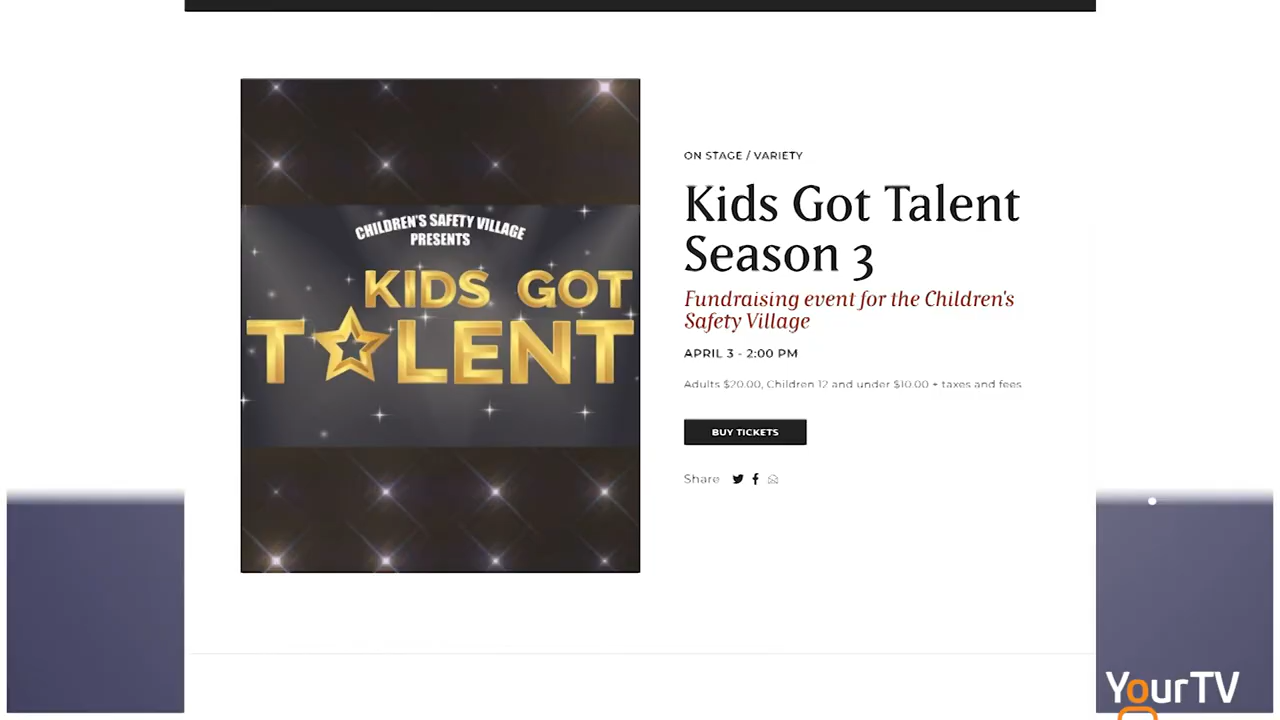 ON STAGE / VARIETY
Kids Got Talent
Season 3
Fundraising event for the Children's
Safety Village
APRIL 3 - 2:00 PM
Adults $20.00, Children 12 and under $10.00 + taxes and fees
BUY TICKETS
Share
CHILDREN'S SAFETY VILLAGE
PRESENTS
KIDS GOT
TALENT
YourTV